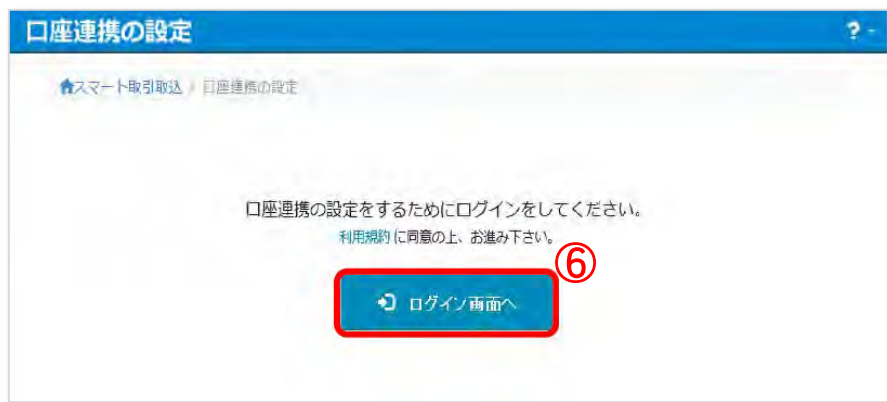 口座連携の設定 ?
スマート取引取込 / 口座連携の設定
口座連携の設定をするためにログインをしてください。
利用規約 に同意の上、お進み下さい。
⑥
ログイン画面へ